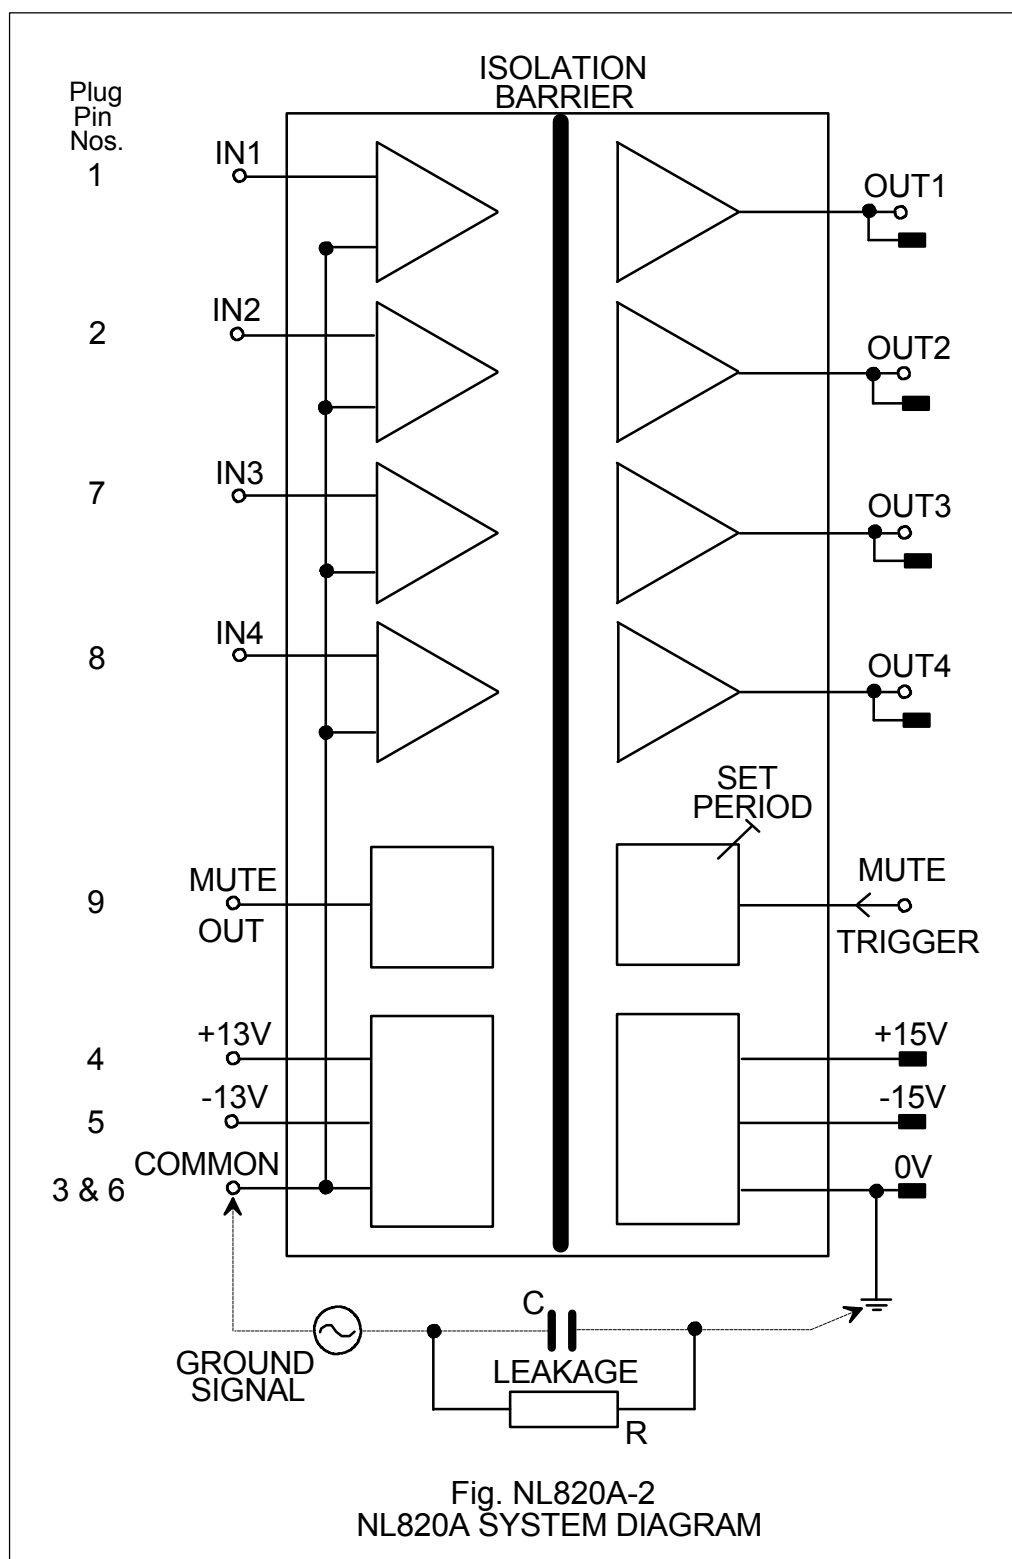 ISOLATION
BARRIER
Plug
Pin
Nos.
1
IN1
OUT1
2
IN2
OUT2
7
IN3
OUT3
8
IN4
OUT4
SET
PERIOD
9
MUTE
OUT
MUTE
TRIGGER
4
+13V
+15V
5
-13V
-15V
3 & 6
COMMON
0V
C
GROUND
SIGNAL
LEAKAGE
R
Fig. NL820A-2
NL820A SYSTEM DIAGRAM